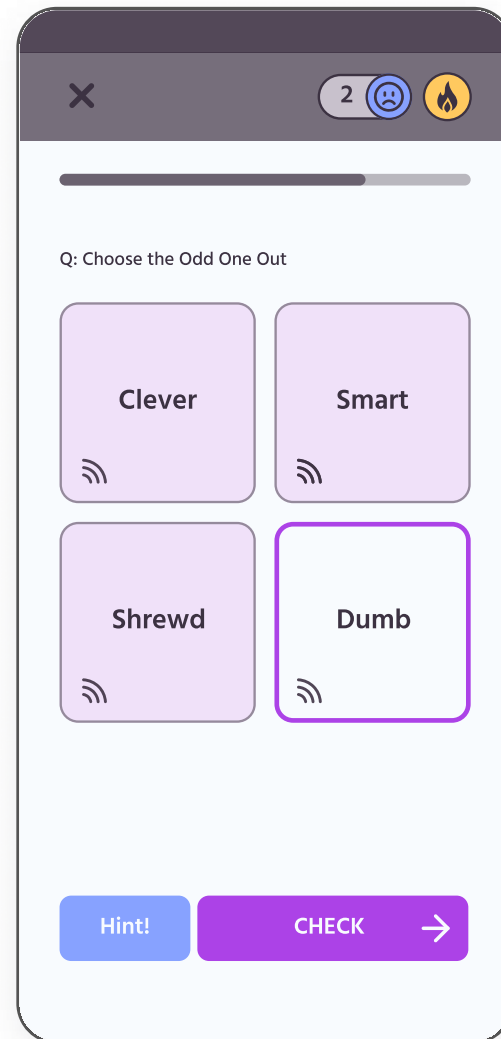 2
Q: Choose the Odd One Out
Clever
Smart
Shrewd
Dumb
Hint!
CHECK